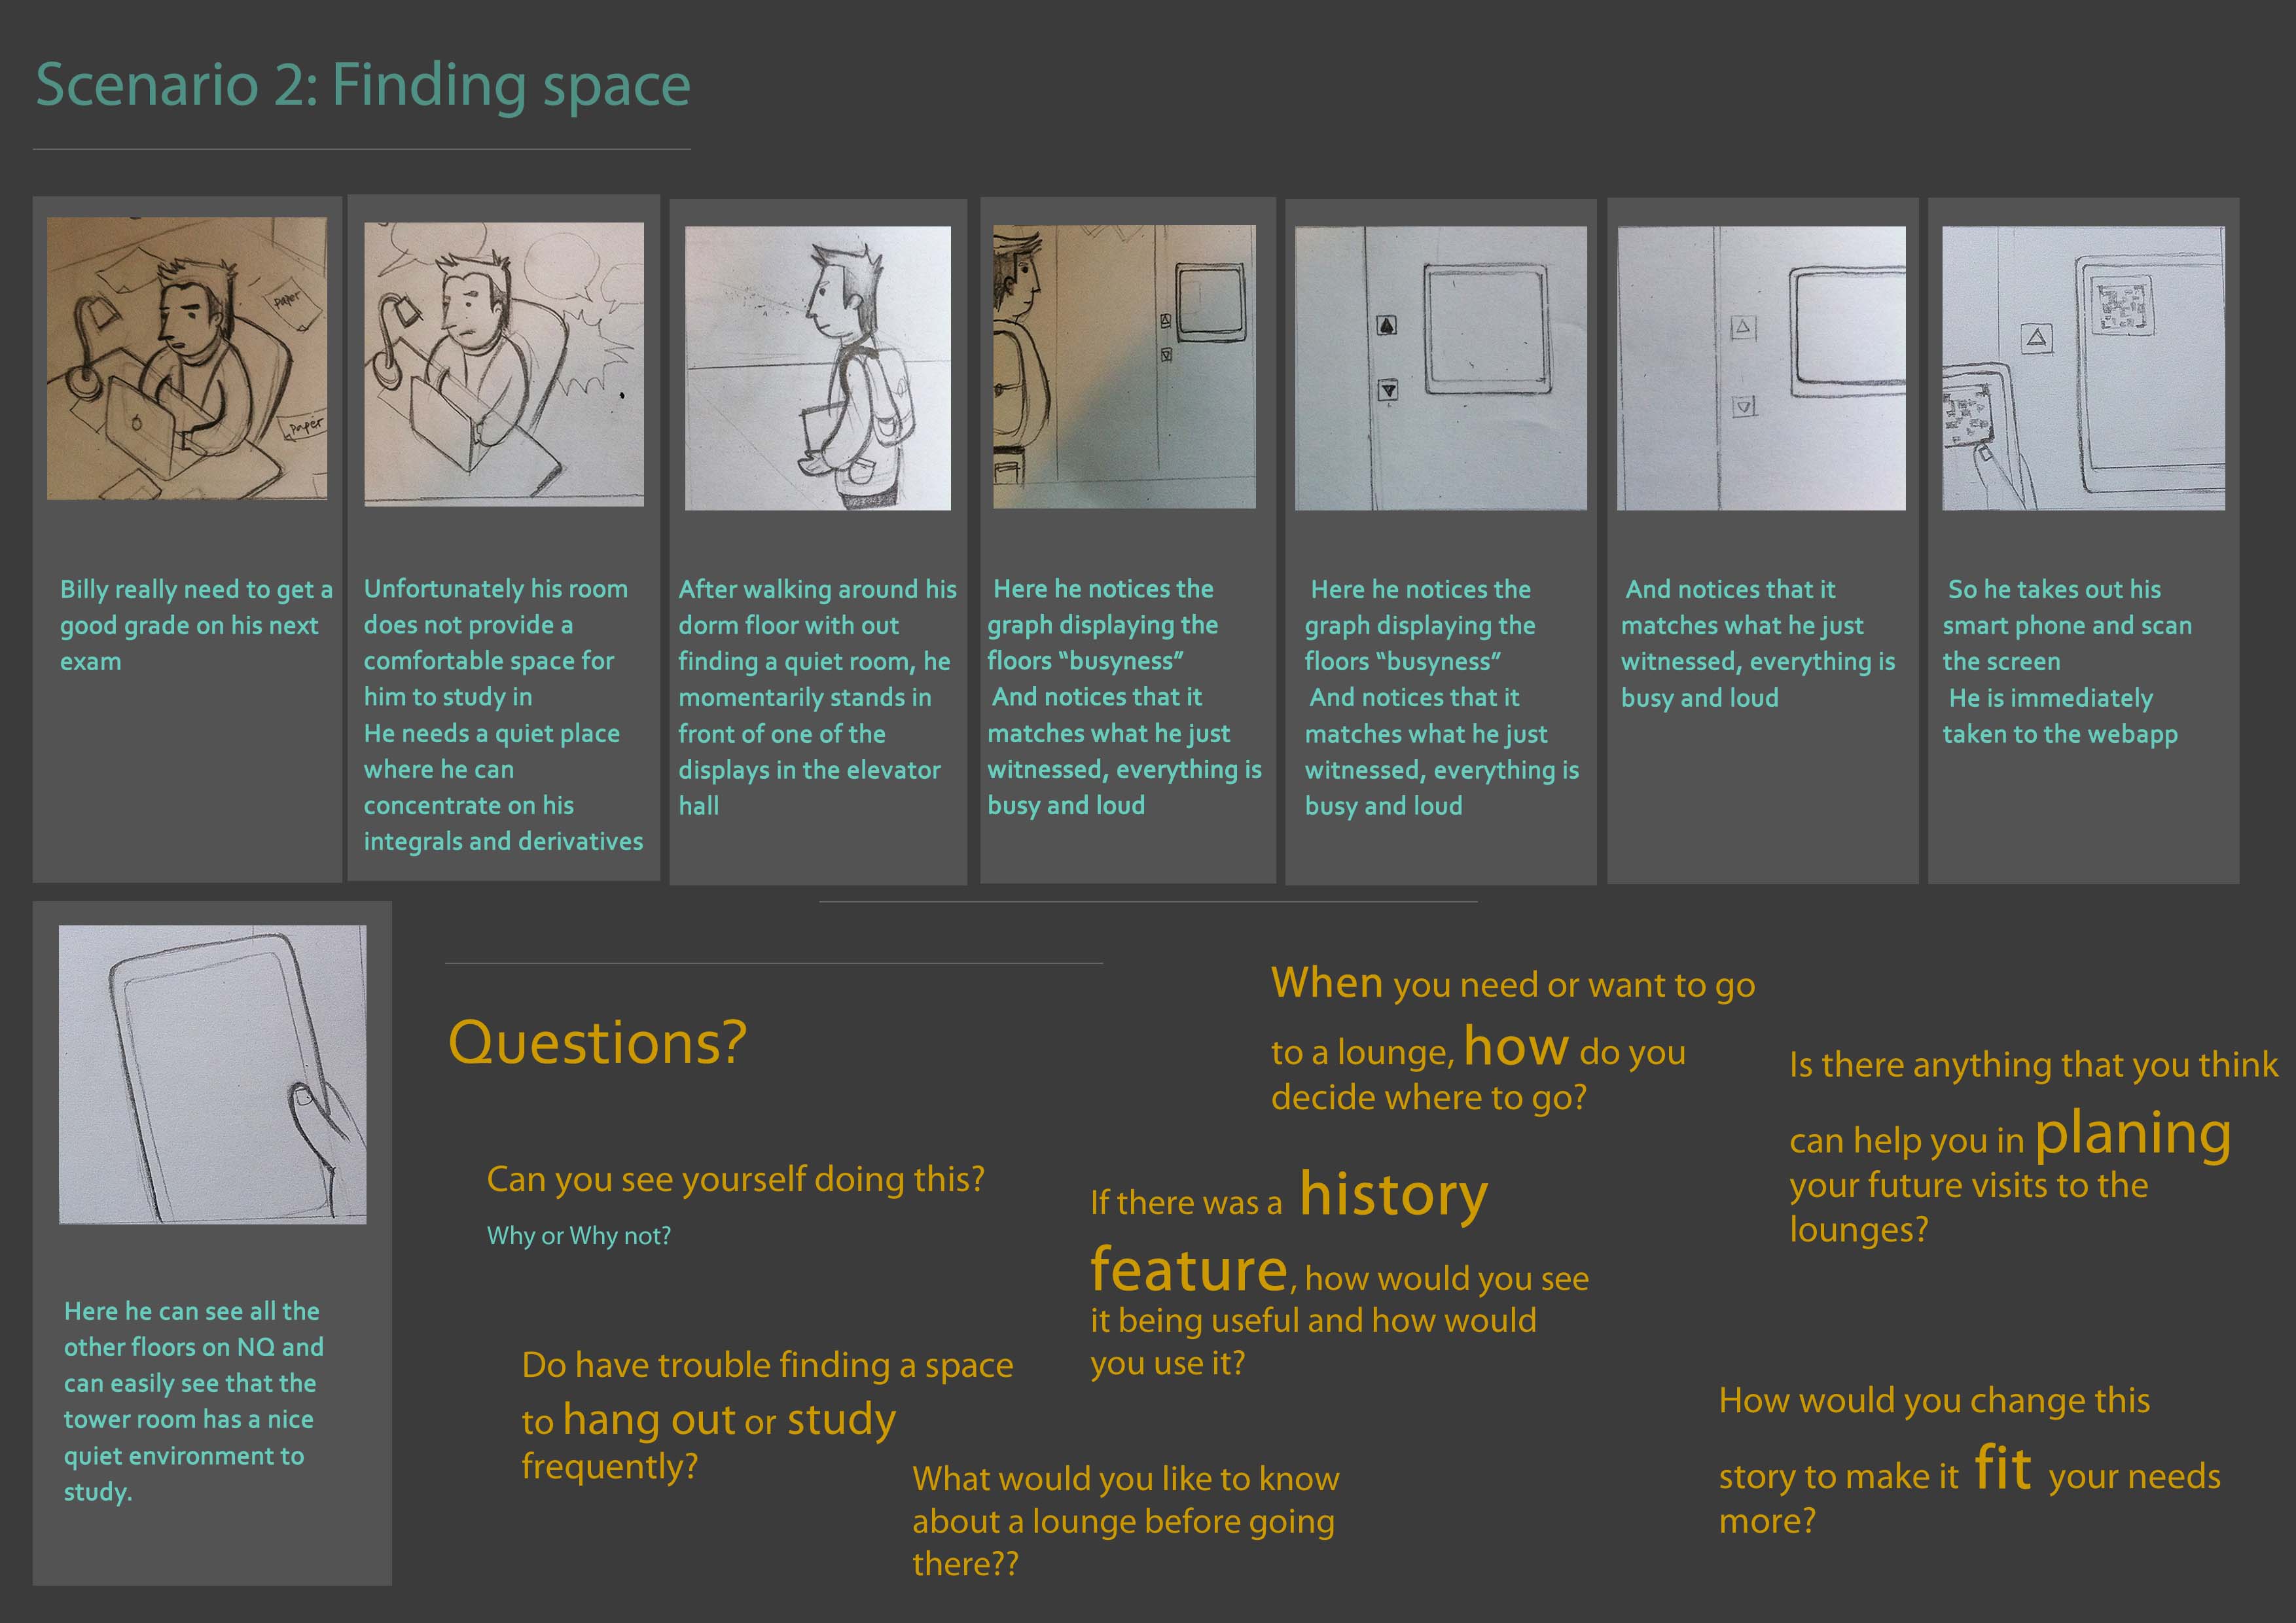 Scenario 2: Finding space
paper
paper
Billy really need to get a
good grade on his next
exam
Unfortunately his room
does not provide a
comfortable space for
him to study in
He needs a quiet place
where he can
concentrate on his
integrals and derivatives
After walking around his
dorm floor with out
finding a quiet room, he
momentarily stands in
front of one of the
displays in the elevator
hall
Here he notices the
graph displaying the
floors “busyness”
And notices that it
matches what he just
witnessed, everything is
busy and loud
Here he notices the
graph displaying the
floors “busyness”
And notices that it
matches what he just
witnessed, everything is
busy and loud
And notices that it
matches what he just
witnessed, everything is
busy and loud
So he takes out his
smart phone and scan
the screen
He is immediately
taken to the webapp
Here he can see all the
other floors on NQ and
can easily see that the
tower room has a nice
quiet environment to
study.
Questions?
Can you see yourself doing this?
Why or Why not?
Do have trouble finding a space
to hang out or study
frequently?
What would you like to know
about a lounge before going
there??
When you need or want to go
to a lounge, how do you
decide where to go?
If there was a history
feature, how would you see
it being useful and how would
you use it?
Is there anything that you think
can help you in planing
your future visits to the
lounges?
How would you change this
story to make it fit your needs
more?